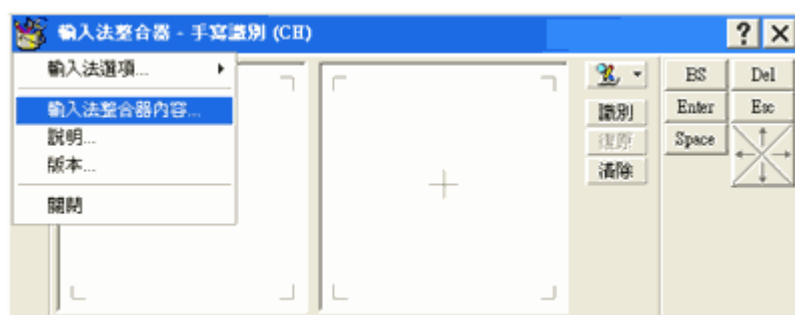 輸入法整合器 - 手寫識別 (CH)
輸入法選項...
輸入法整合器內容...
說明...
版本...
關閉
識別
復原
清除
BS Del
Enter Esc
Space